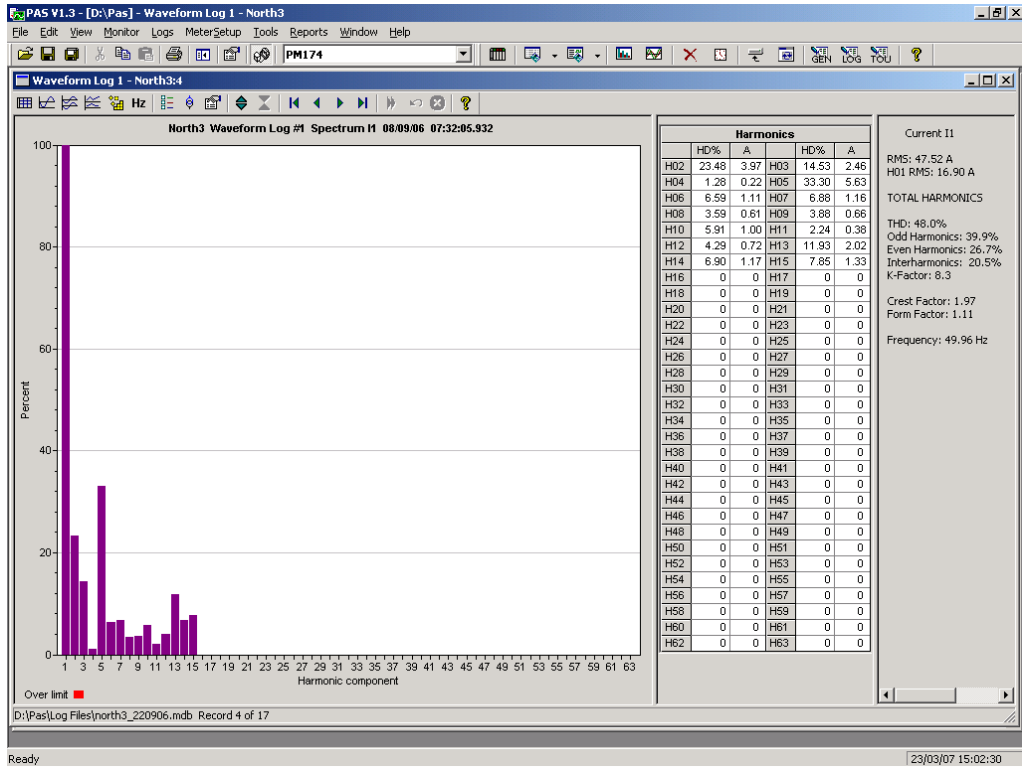 PAS V1.3 - [D:\Pas] - Waveform Log 1 - North3
File Edit View Monitor Logs MeterSetup Tools Reports Window Help
PM174
GEN LOG TOU
Waveform Log 1 - North3:4
Hz
North3 Waveform Log #1 Spectrum I1 08/09/06 07:32:05.932
100
80
60
40
20
0
Percent
1 3 5 7 9 11 13 15 17 19 21 23 25 27 29 31 33 35 37 39 41 43 45 47 49 51 53 55 57 59 61 63
Harmonic component
Over limit
Harmonics
HD% A HD% A
H02 23.48 3.97 H03 14.53 2.46
H04 1.28 0.22 H05 33.30 5.63
H06 6.59 1.11 H07 6.88 1.16
H08 3.59 0.61 H09 3.88 0.66
H10 5.91 1.00 H11 2.24 0.38
H12 4.29 0.72 H13 11.93 2.02
H14 6.90 1.17 H15 7.85 1.33
H16 0 0 H17 0 0
H18 0 0 H19 0 0
H20 0 0 H21 0 0
H22 0 0 H23 0 0
H24 0 0 H25 0 0
H26 0 0 H27 0 0
H28 0 0 H29 0 0
H30 0 0 H31 0 0
H32 0 0 H33 0 0
H34 0 0 H35 0 0
H36 0 0 H37 0 0
H38 0 0 H39 0 0
H40 0 0 H41 0 0
H42 0 0 H43 0 0
H44 0 0 H45 0 0
H46 0 0 H47 0 0
H48 0 0 H49 0 0
H50 0 0 H51 0 0
H52 0 0 H53 0 0
H54 0 0 H55 0 0
H56 0 0 H57 0 0
H58 0 0 H59 0 0
H60 0 0 H61 0 0
H62 0 0 H63 0 0
Current I1
RMS: 47.52 A
H01 RMS: 16.90 A
TOTAL HARMONICS
THD: 48.0%
Odd Harmonics: 39.9%
Even Harmonics: 26.7%
Interharmonics: 20.5%
K-Factor: 8.3
Crest Factor: 1.97
Form Factor: 1.11
Frequency: 49.96 Hz
D:\Pas\Log Files\north3_220906.mdb Record 4 of 17
Ready
23/03/07 15:02:30